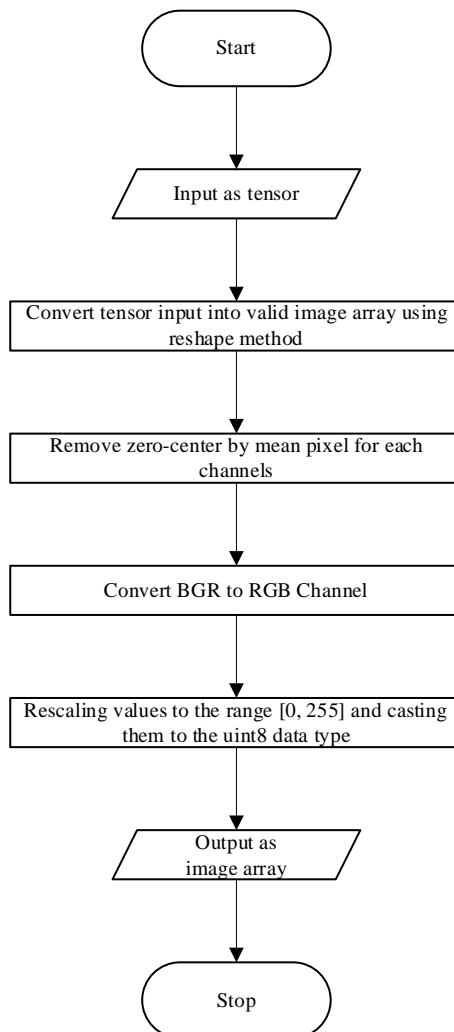 Start
Input as tensor
Convert tensor input into valid image array using
reshape method
Remove zero-center by mean pixel for each
channels
Convert BGR to RGB Channel
Rescaling values to the range [0, 255] and casting
them to the uint8 data type
Output as
image array
Stop